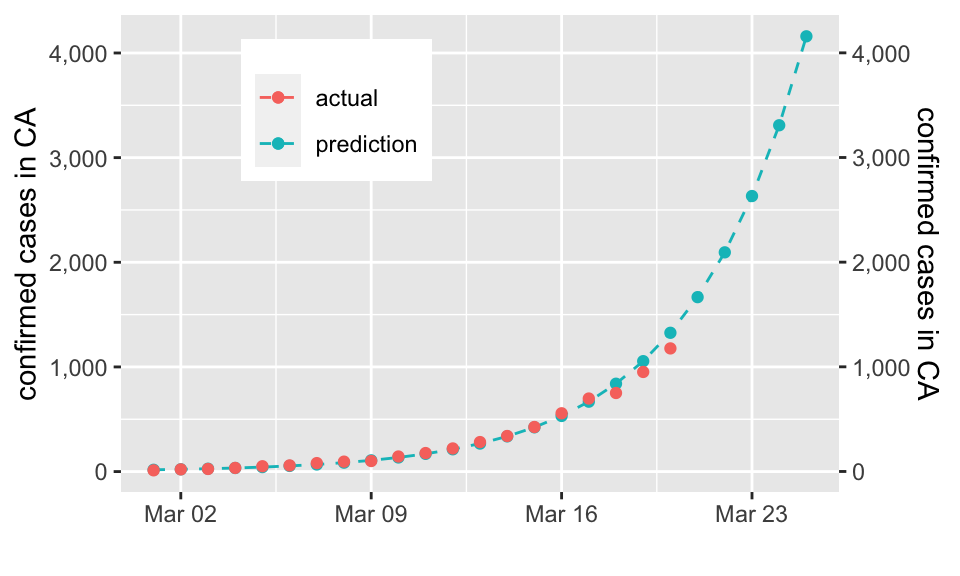 confirmed cases in CA
4,000
3,000
2,000
1,000
0
actual
prediction
4,000
3,000
2,000
1,000
0
confirmed cases in CA
Mar 02
Mar 09
Mar 16
Mar 23